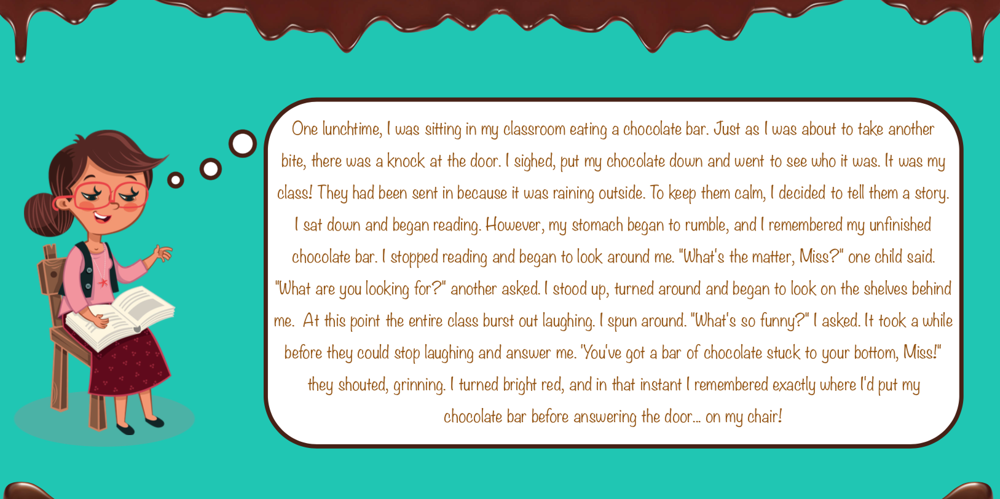 One lunchtime, I was sitting in my classroom eating a chocolate bar. Just as I was about to take another
bite, there was a knock at the door. I sighed, put my chocolate down and went to see who it was. It was my
class! They had been sent in because it was raining outside. To keep them calm, I decided to tell them a story.
I sat down and began reading. However, my stomach began to rumble, and I remembered my unfinished
chocolate bar. I stopped reading and began to look around me. "What's the matter, Miss?" one child said.
"What are you looking for?" another asked. I stood up, turned around and began to look on the shelves behind
me.  At this point the entire class burst out laughing. I spun around. "What's so funny?" I asked. It took a while
before they could stop laughing and answer me. 'You've got a bar of chocolate stuck to your bottom, Miss!"
they shouted, grinning. I turned bright red, and in that instant I remembered exactly where I'd put my
chocolate bar before answering the door... on my chair!